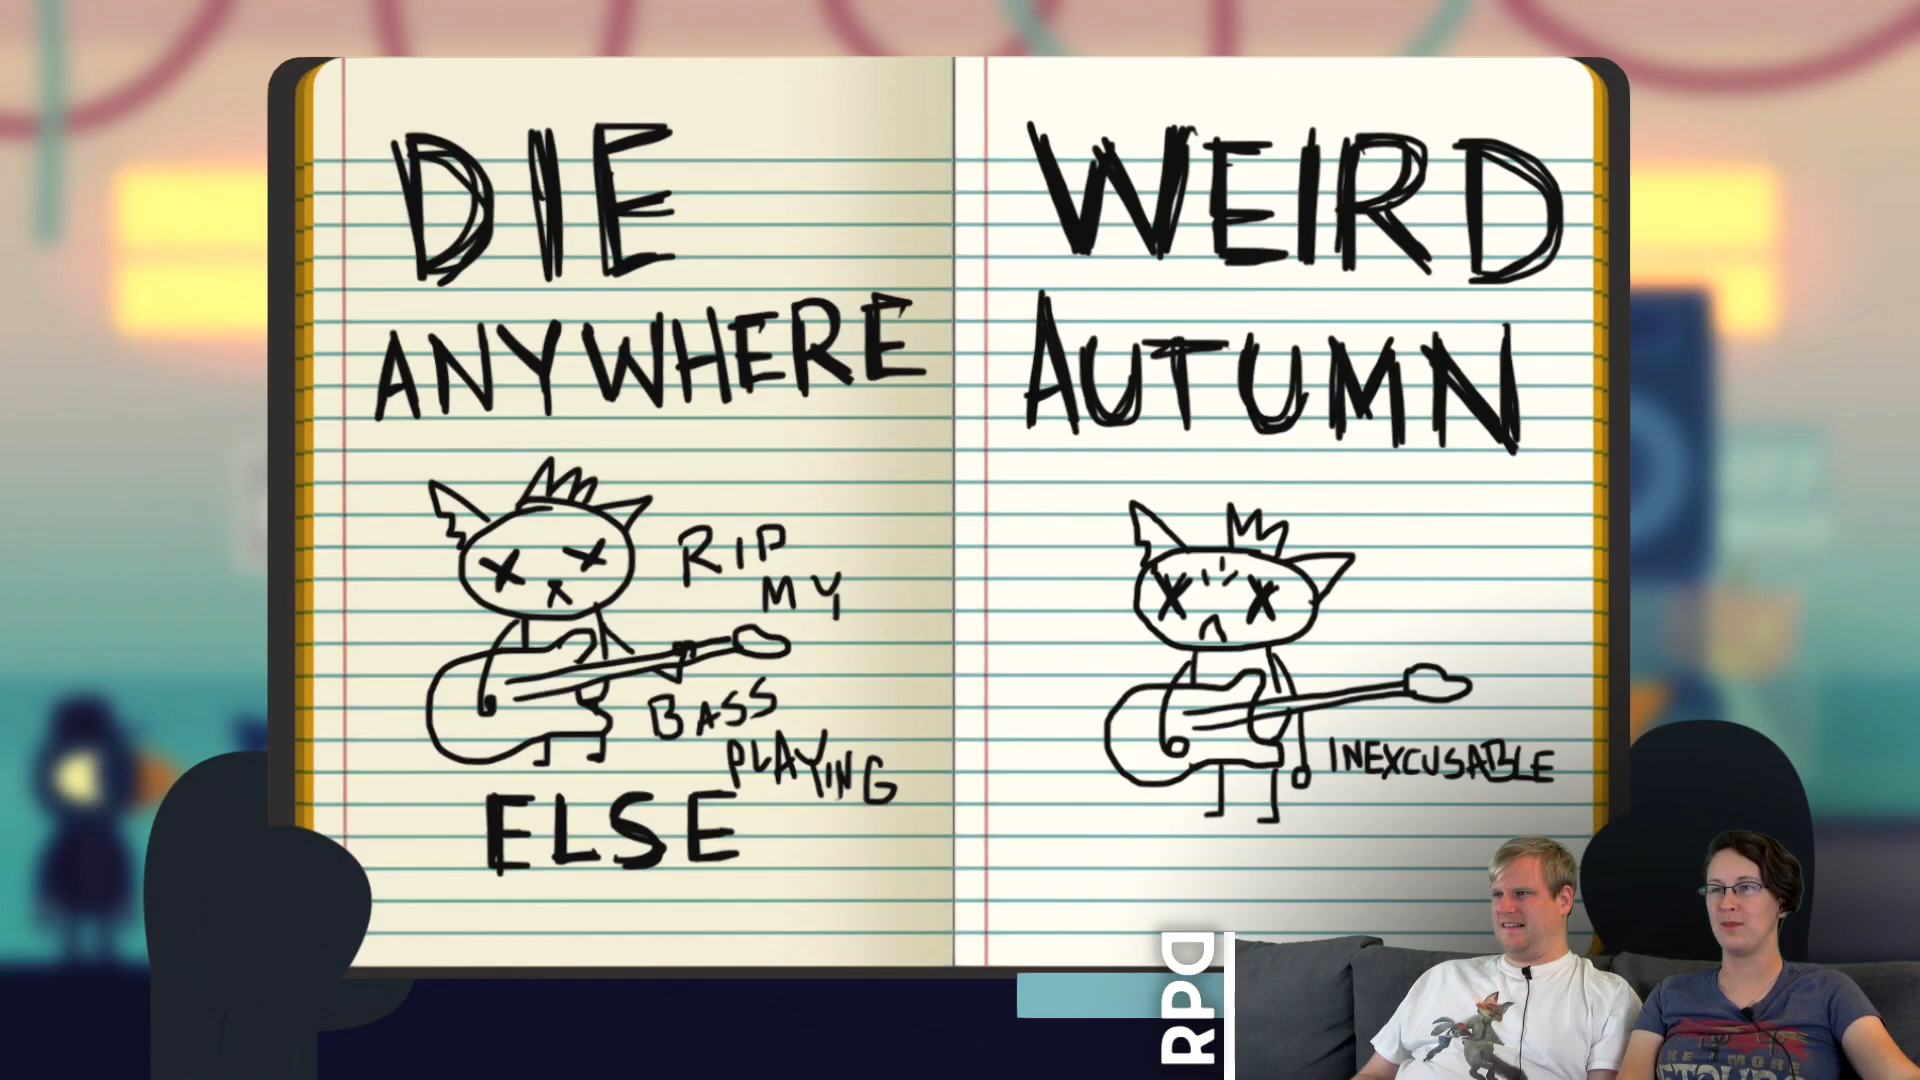 DIE
ANYWHERE
RIP
MY
BASS
PLAYING
ELSE
WEIRD
AUTUMN
INEXCUSABLE
RPD